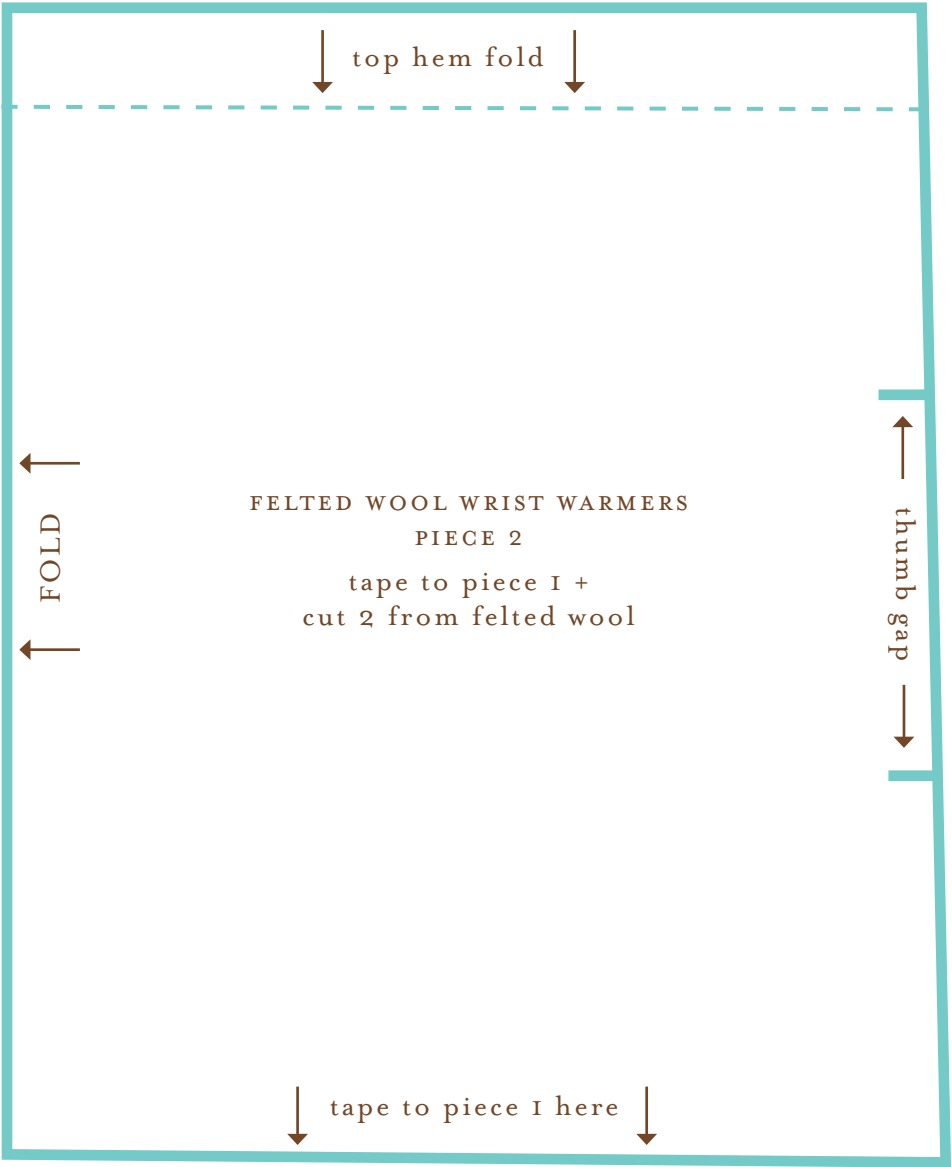 top hem fold
FELTED WOOL WRIST WARMERS
PIECE 2
tape to piece 1 +
cut 2 from felted wool
FOLD
thumb gap
tape to piece 1 here